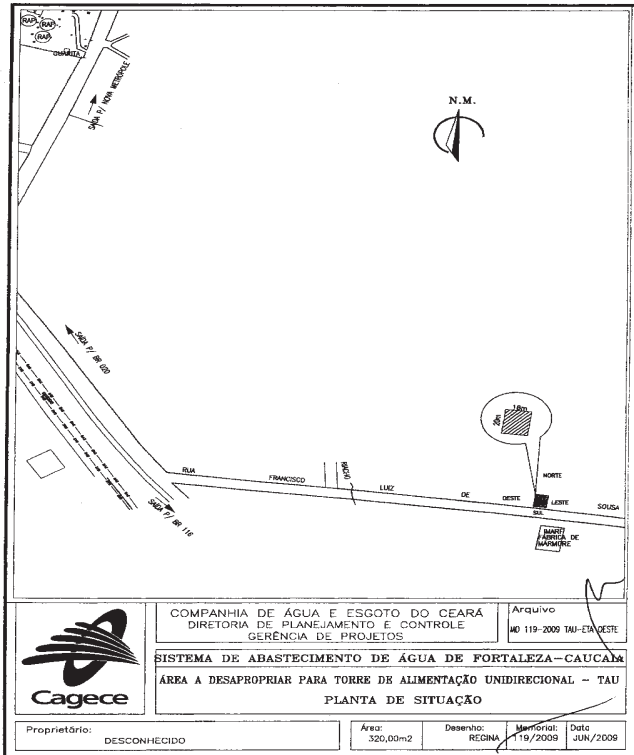 RAP
RAP
RAP
GUARITA
SAIDA P/ NOVA METROPOLE
N.M.
SAIDA P/ BR 020
16m
20m
RUA FRANCISCO LUIZ DE SOUSA
RIACHO
NORTE
OESTE
LESTE
SUL
SAIDA P/ BR 116
IMARF
FÁBRICA DE
MÁRMORE
COMPANHIA DE ÁGUA E ESGOTO DO CEARÁ
DIRETORIA DE PLANEJAMENTO E CONTROLE
GERÊNCIA DE PROJETOS
Arquivo
MD 119-2009 TAU-ETA OESTE
SISTEMA DE ABASTECIMENTO DE ÁGUA DE FORTALEZA-CAUCAIA
ÁREA A DESAPROPRIAR PARA TORRE DE ALIMENTAÇÃO UNIDIRECIONAL - TAU
PLANTA DE SITUAÇÃO
Cagece
Proprietário:
DESCONHECIDO
Área:
320,00m2
Desenho:
REGINA
Memorial:
119/2009
Data
JUN/2009